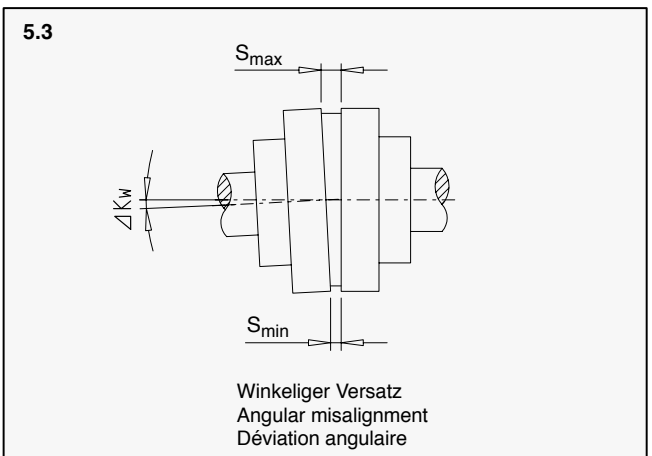 5.3
Smax
ΔKw
Smin
Winkeliger Versatz
Angular misalignment
Déviation angulaire